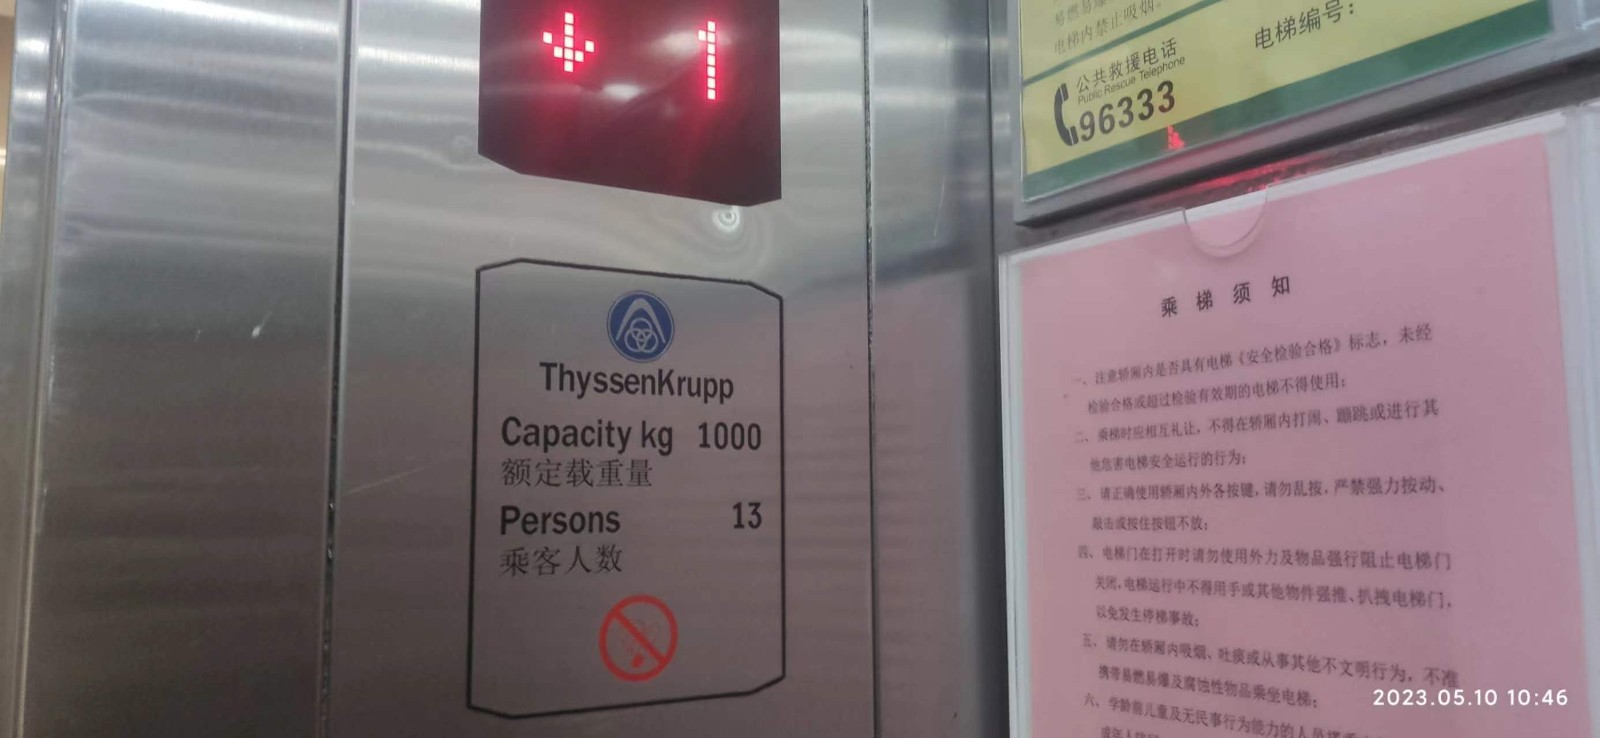 1
ThyssenKrupp
Capacity kg 1000
额定载重量
Persons 13
乘客人数
易燃易爆
电梯内禁止吸烟。
公共救援电话
Public Rescue Telephone
96333
电梯编号:
乘梯须知
一、注意轿厢内是否具有电梯《安全检验合格》标志，未经
检验合格或超过检验有效期的电梯不得使用;
二、乘梯时应相互礼让，不得在轿厢内打闹、蹦跳或进行其
他危害电梯安全运行的行为;
三、请正确使用轿厢内外各按键,请勿乱按,严禁强力按动、
敲击或按住按钮不放;
四、电梯门在打开时请勿使用外力及物品强行阻止电梯门
关闭,电梯运行中不得用手或其他物件强推、扒拽电梯门,
以免发生停梯事故;
五、请勿在轿厢内吸烟、吐痰或从事其他不文明行为，不准
携带易燃易爆及腐蚀性物品乘坐电梯;
六、学龄前儿童及无民事行为能力的人员搭乘
2023.05.10 10:46